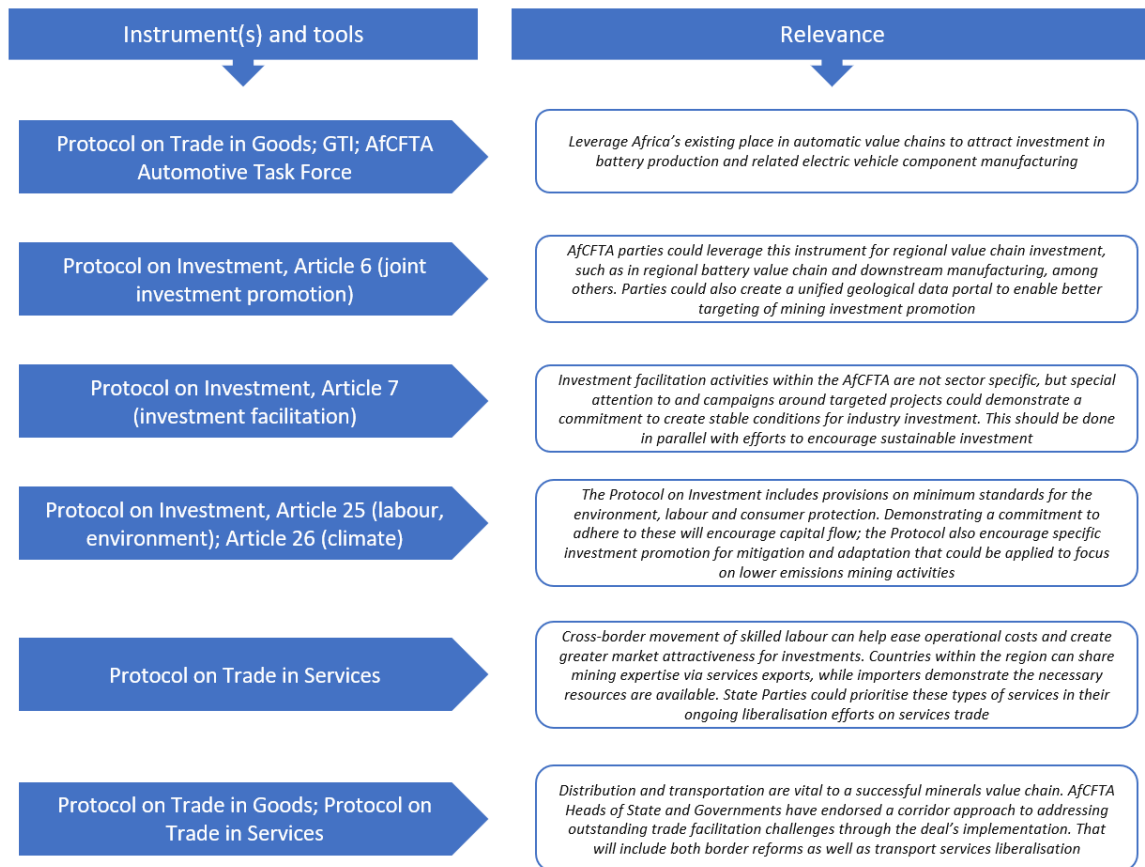 Instrument(s) and tools
Relevance
Protocol on Trade in Goods; GTI; AfCFTA
Automotive Task Force
Leverage Africa's existing place in automatic value chains to attract investment in
battery production and related electric vehicle component manufacturing
Protocol on Investment, Article 6 (joint
investment promotion)
AfCFTA parties could leverage this instrument for regional value chain investment,
such as in regional battery value chain and downstream manufacturing, among
others. Parties could also create a unified geological data portal to enable better
targeting of mining investment promotion
Protocol on Investment, Article 7
(investment facilitation)
Investment facilitation activities within the AfCFTA are not sector specific, but special
attention to and campaigns around targeted projects could demonstrate a
commitment to create stable conditions for industry investment. This should be done
in parallel with efforts to encourage sustainable investment
Protocol on Investment, Article 25 (labour,
environment); Article 26 (climate)
The Protocol on Investment includes provisions on minimum standards for the
environment, labour and consumer protection. Demonstrating a commitment to
adhere to these will encourage capital flow; the Protocol also encourage specific
investment promotion for mitigation and adaptation that could be applied to focus
on lower emissions mining activities
Protocol on Trade in Services
Cross-border movement of skilled labour can help ease operational costs and create
greater market attractiveness for investments. Countries within the region can share
mining expertise via services exports, while importers demonstrate the necessary
resources are available. State Parties could prioritise these types of services in their
ongoing liberalisation efforts on services trade
Protocol on Trade in Goods; Protocol on
Trade in Services
Distribution and transportation are vital to a successful minerals value chain. AfCFTA
Heads of State and Governments have endorsed a corridor approach to addressing
outstanding trade facilitation challenges through the deal's implementation. That
will include both border reforms as well as transport services liberalisation